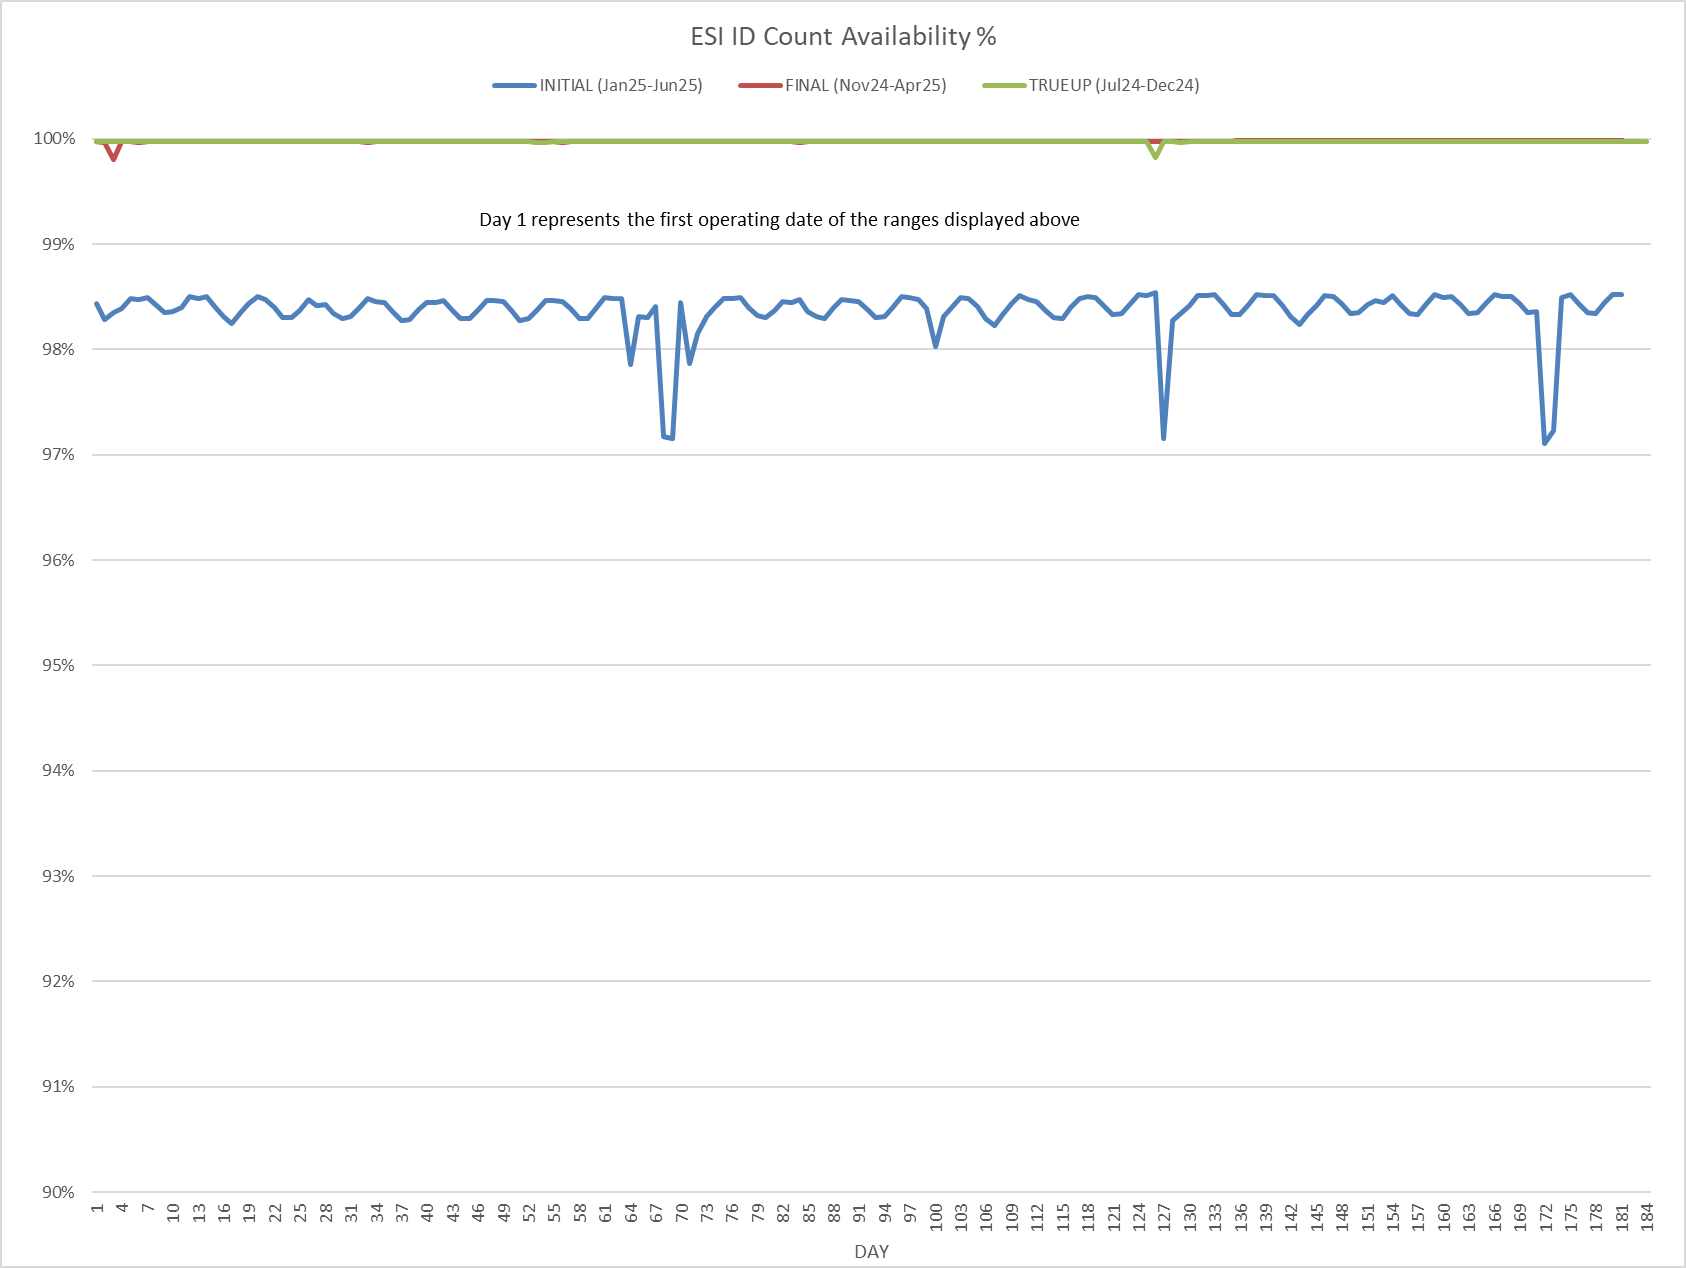 ESI ID Count Availability %
INITIAL (Jan25-Jun25) FINAL (Nov24-Apr25) TRUEUP (Jul24-Dec24)
100%
Day 1 represents the first operating date of the ranges displayed above
99%
98%
97%
96%
95%
94%
93%
92%
91%
90%
1 4 7 10 13 16 19 22 25 28 31 34 37 40 43 46 49 52 55 58 61 64 67 70 73 76 79 82 85 88 91 94 97 100 103 106 109 112 115 118 121 124 127 130 133 136 139 142 145 148 151 154 157 160 163 166 169 172 175 178 181 184
DAY